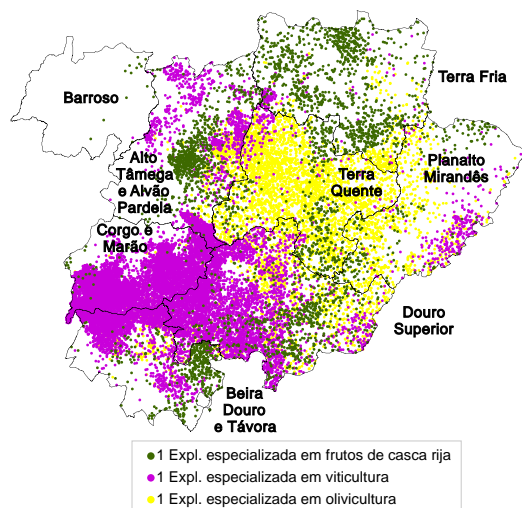 Terra Fria
Barroso
Alto
Tâmega
e Alvão
Pardela
Terra
Quente
Planalto
Mirandês
Corgo e
Marão
Douro
Superior
Beira
Douro
e Távora
1 Expl. especializada em frutos de casca rija
1 Expl. especializada em viticultura
1 Expl. especializada em olivicultura